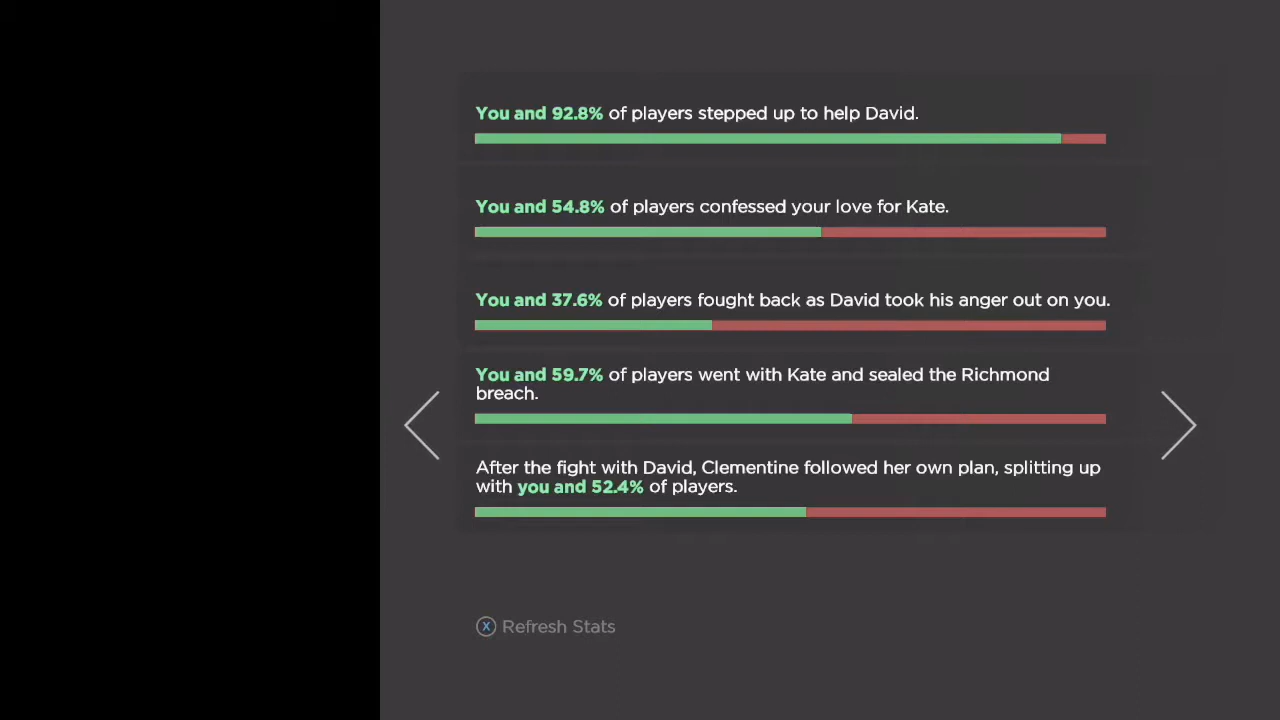 You and 92.8% of players stepped up to help David.
You and 54.8% of players confessed your love for Kate.
You and 37.6% of players fought back as David took his anger out on you.
You and 59.7% of players went with Kate and sealed the Richmond
breach.
After the fight with David, Clementine followed her own plan, splitting up
with you and 52.4% of players.
X Refresh Stats